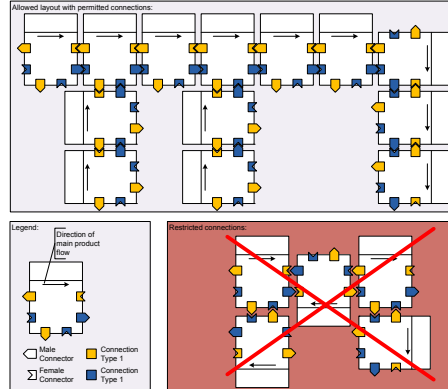 Allowed layout with permitted connections:
Legend:
Direction of
main product
flow
Male
Connector
Connection
Type 1
Female
Connector
Connection
Type 1
Restricted connections: